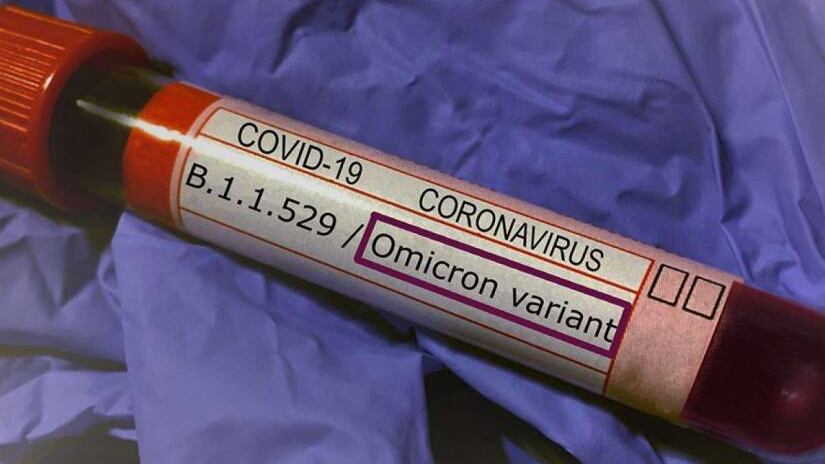 COVID-19 CORONAVIRUS
B.1.1.529 / Omicron variant